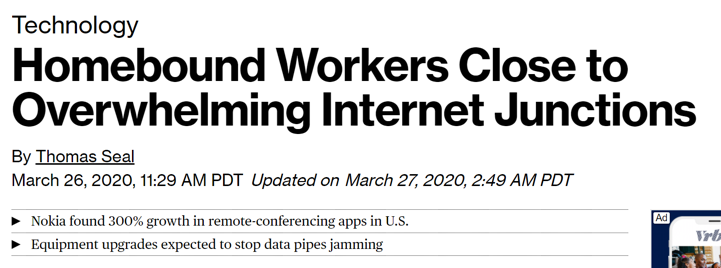 Technology
Homebound Workers Close to
Overwhelming Internet Junctions
By Thomas Seal
March 26, 2020, 11:29 AM PDT Updated on March 27, 2020, 2:49 AM PDT
► Nokia found 300% growth in remote-conferencing apps in U.S.
► Equipment upgrades expected to stop data pipes jamming
Ad